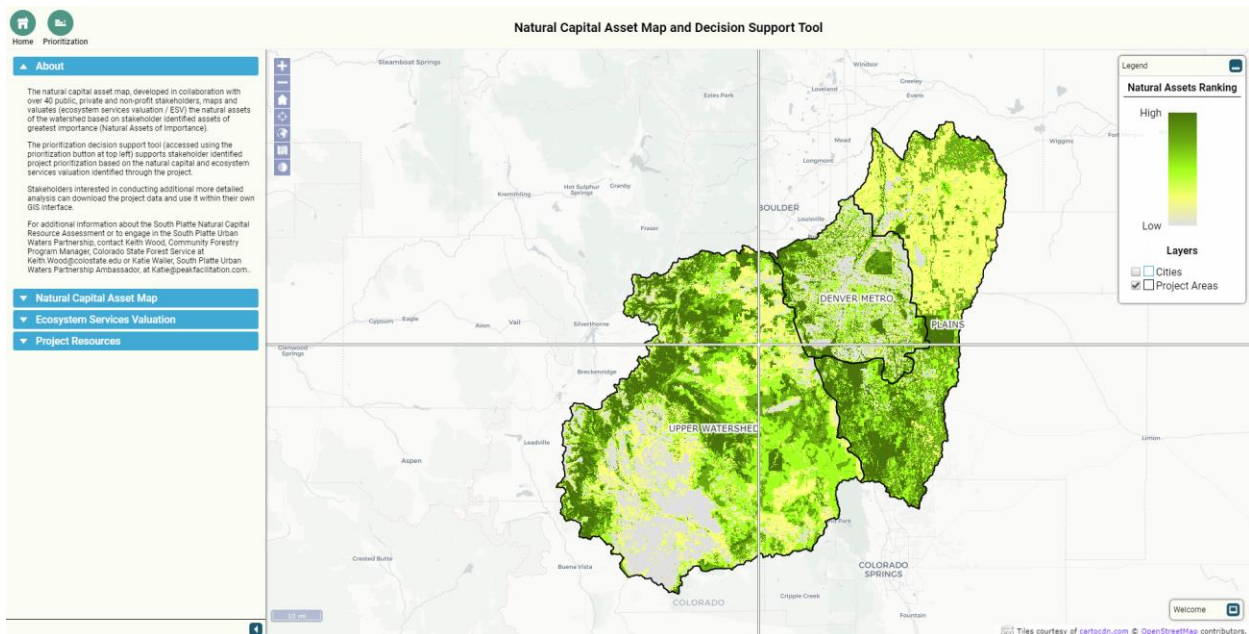 Natural Capital Asset Map and Decision Support Tool
Home
Prioritization
About
The natural capital asset map, developed in collaboration with
over 40 public, private and non-profit stakeholders, maps and
valuates (ecosystem services valuation / ESV) the natural assets
of the watershed based on stakeholder identified assets of
greatest importance (Natural Assets of Importance).
The prioritization decision support tool (accessed using the
prioritization button at top left) supports stakeholder identified
project prioritization based on the natural capital and ecosystem
services valuation identified through the project.
Stakeholders interested in conducting additional more detailed
analysis can download the project data and use it within their own
GIS interface.
For additional information about the South Platte Natural Capital
Resource Assessment or to engage in the South Platte Urban
Waters Partnership, contact Keith Wood, Community Forestry
Program Manager, Colorado State Forest Service at
Keith.Wood@colostate.edu or Katie Waller, South Platte Urban
Waters Partnership Ambassador, at Katie@peakfacilitation.com.
Natural Capital Asset Map
Ecosystem Services Valuation
Project Resources
Steamboat Springs
Windsor
Greeley
Loveland
Evans
Estes Park
Mead
Longmont
Wiggins
Fort
Kremmling
Hot Sulphur
Springs
Granby
BOULDER
Louisville
Fraser
DENVER METRO
PLAINS
Gypsum
Eagle
Avon
Vail
Silverthorne
Glenwood
Springs
Breckenridge
UPPER WATERSHED
Leadville
Limon
Aspen
Park
Crested Butte
Buena Vista
COLORADO
SPRINGS
COLORADO
Cripple Creek
Fountain
10 mi
Legend
Natural Assets Ranking
High
Low
Layers
Cities
Project Areas
Welcome
Tiles courtesy of cartocdn.com © OpenStreetMap contributors.